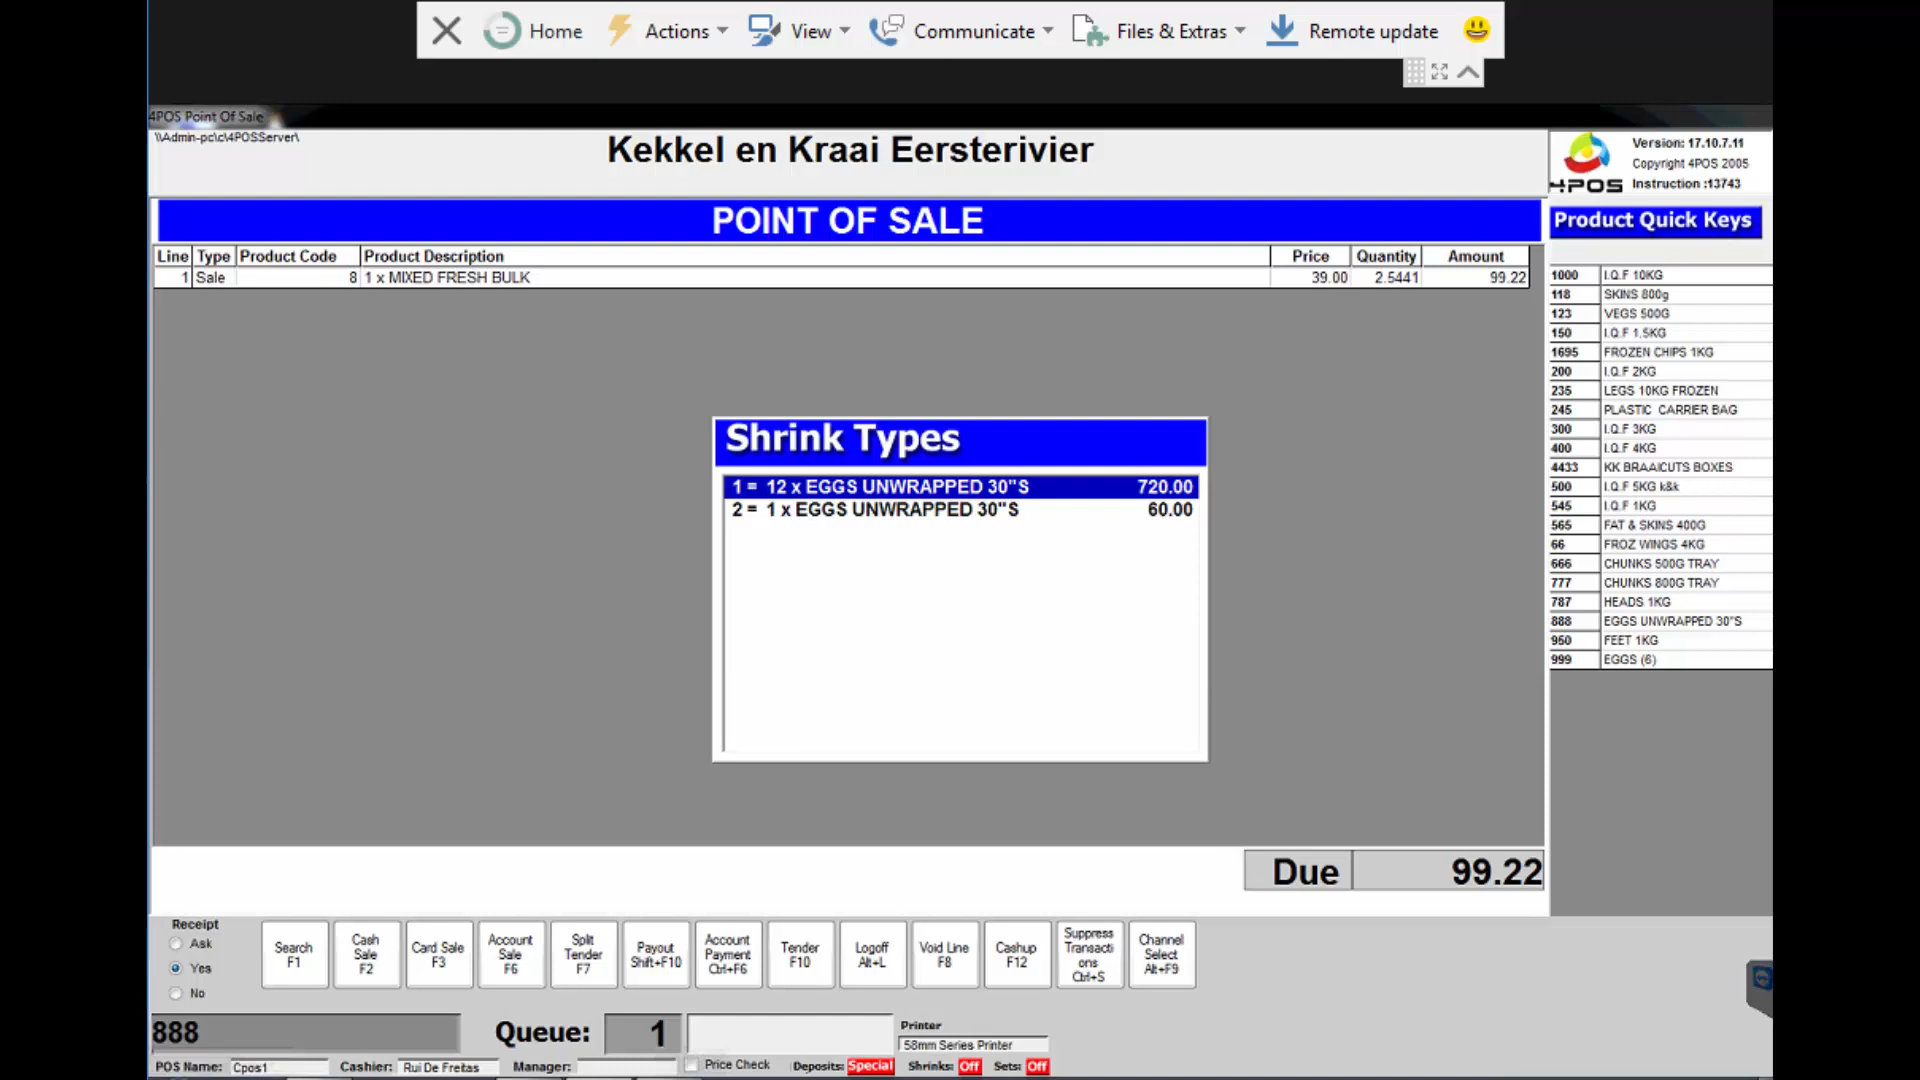 Home Actions View Communicate Files & Extras Remote update
4POS Point Of Sale
\\Admin-pc\c\4POSServer\
Kekkel en Kraai Eersterivier
4POS
Version: 17.10.7.11
Copyright 4POS 2005
Instruction :13743
POINT OF SALE
Product Quick Keys
Line Type Product Code Product Description Price Quantity Amount
1 Sale 8 1 x MIXED FRESH BULK 39.00 2.5441 99.22
1000 I.Q.F 10KG
118 SKINS 800g
123 VEGS 500G
150 I.Q.F 1.5KG
1695 FROZEN CHIPS 1KG
200 I.Q.F 2KG
235 LEGS 10KG FROZEN
245 PLASTIC CARRIER BAG
300 I.Q.F 3KG
400 I.Q.F 4KG
4433 KK BRAAICUTS BOXES
500 I.Q.F 5KG k&k
545 I.Q.F 1KG
565 FAT & SKINS 400G
66 FROZ WINGS 4KG
666 CHUNKS 500G TRAY
777 CHUNKS 800G TRAY
787 HEADS 1KG
888 EGGS UNWRAPPED 30"S
950 FEET 1KG
999 EGGS (6)
Shrink Types
1 = 12 x EGGS UNWRAPPED 30"S 720.00
2 = 1 x EGGS UNWRAPPED 30"S 60.00
Due 99.22
Receipt
Ask
Yes
No
Search F1
Cash Sale F2
Card Sale F3
Account Sale F6
Split Tender F7
Payout Shift+F10
Account Payment Ctrl+F6
Tender F10
Logoff Alt+L
Void Line F8
Cashup F12
Suppress Transacti ons Ctrl+S
Channel Select Alt+F9
888 Queue: 1
Printer
58mm Series Printer
POS Name: Cpos1 Cashier: Rui De Freitas Manager: Price Check Deposits: Special Shrinks: Off Sets: Off